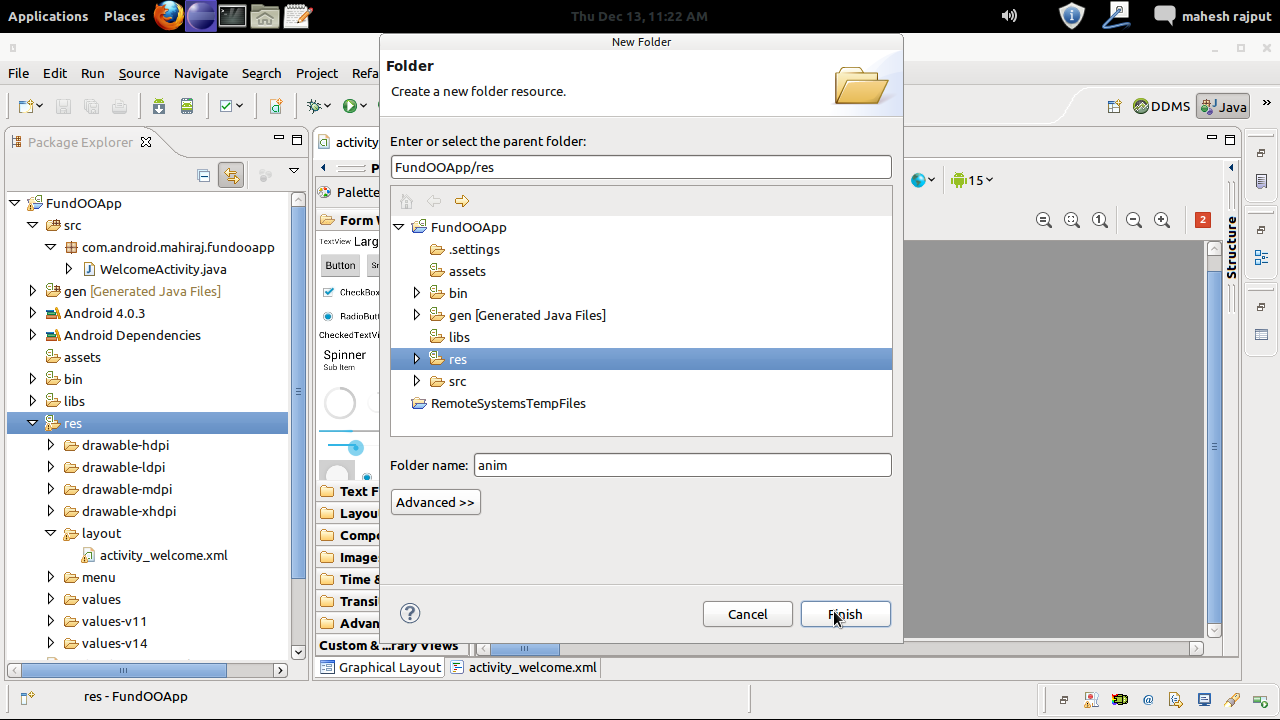 Applications Places Thu Dec 13, 11:22 AM mahesh rajput
New Folder
File Edit Run Source Navigate Search Project Refa
Folder
Create a new folder resource.
DDMS Java
Package Explorer
activity
Enter or select the parent folder:
FundOOApp/res
Palette
15
FundOOApp
src
com.android.mahiraj.fundooapp
WelcomeActivity.java
gen [Generated Java Files]
Android 4.0.3
Android Dependencies
assets
bin
libs
res
drawable-hdpi
drawable-ldpi
drawable-mdpi
drawable-xhdpi
layout
activity_welcome.xml
menu
values
values-v11
values-v14
Form
TextView Larg
Button
CheckBox
RadioButt
CheckedTextVi
Spinner
Sub Item
Text F
Layou
Compo
Image
Time &
Transi
Advan
Custom & ...rary Views
FundOOApp
.settings
assets
bin
gen [Generated Java Files]
libs
res
src
RemoteSystemsTempFiles
Folder name: anim
Advanced >>
Cancel Finish
2
Structure
Graphical Layout activity_welcome.xml
res - FundOOApp